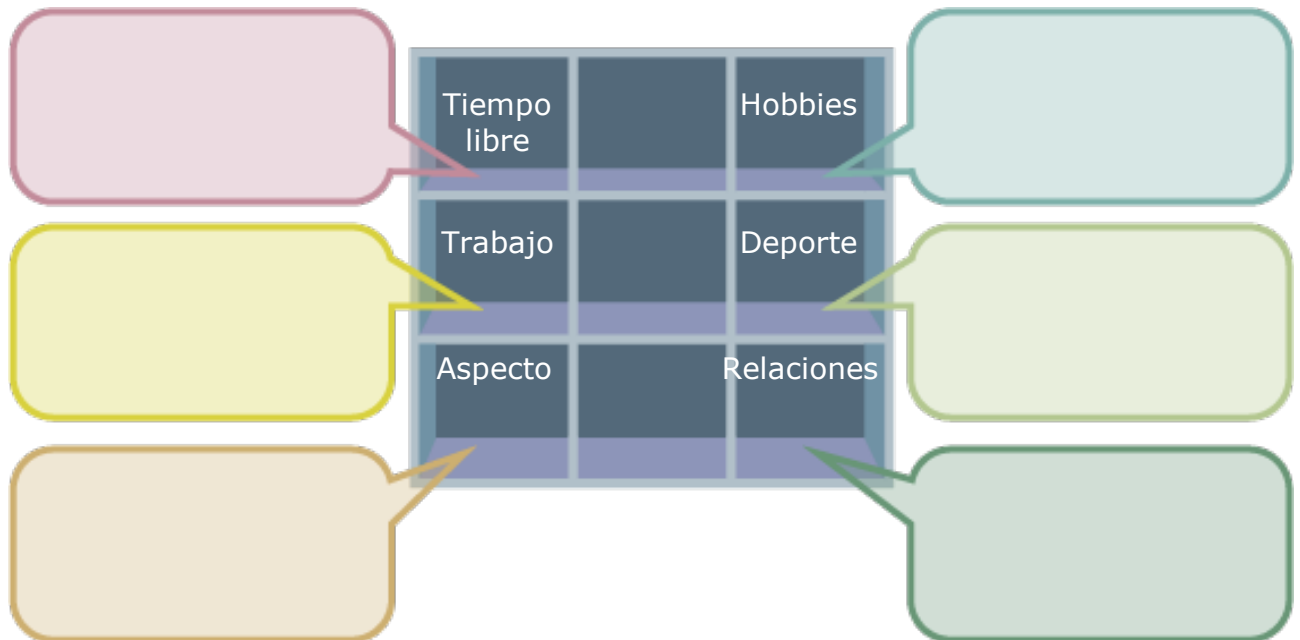 Tiempo
libre
Hobbies
Trabajo
Deporte
Aspecto
Relaciones